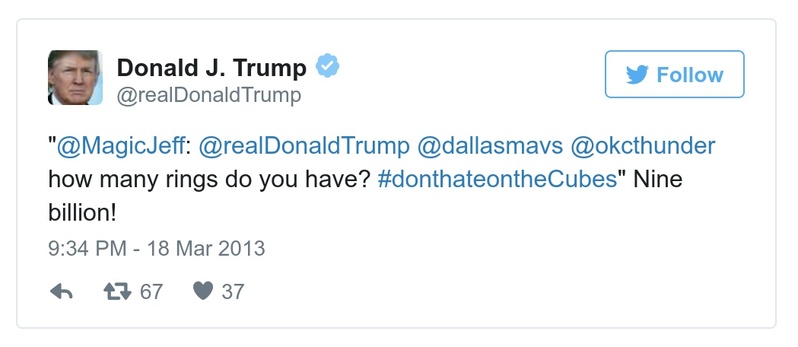 Donald J. Trump
@realDonaldTrump
Follow
"@MagicJeff: @realDonaldTrump @dallasmavs @okcthunder
how many rings do you have? #donthateontheCubes" Nine
billion!
9:34 PM - 18 Mar 2013
67 37